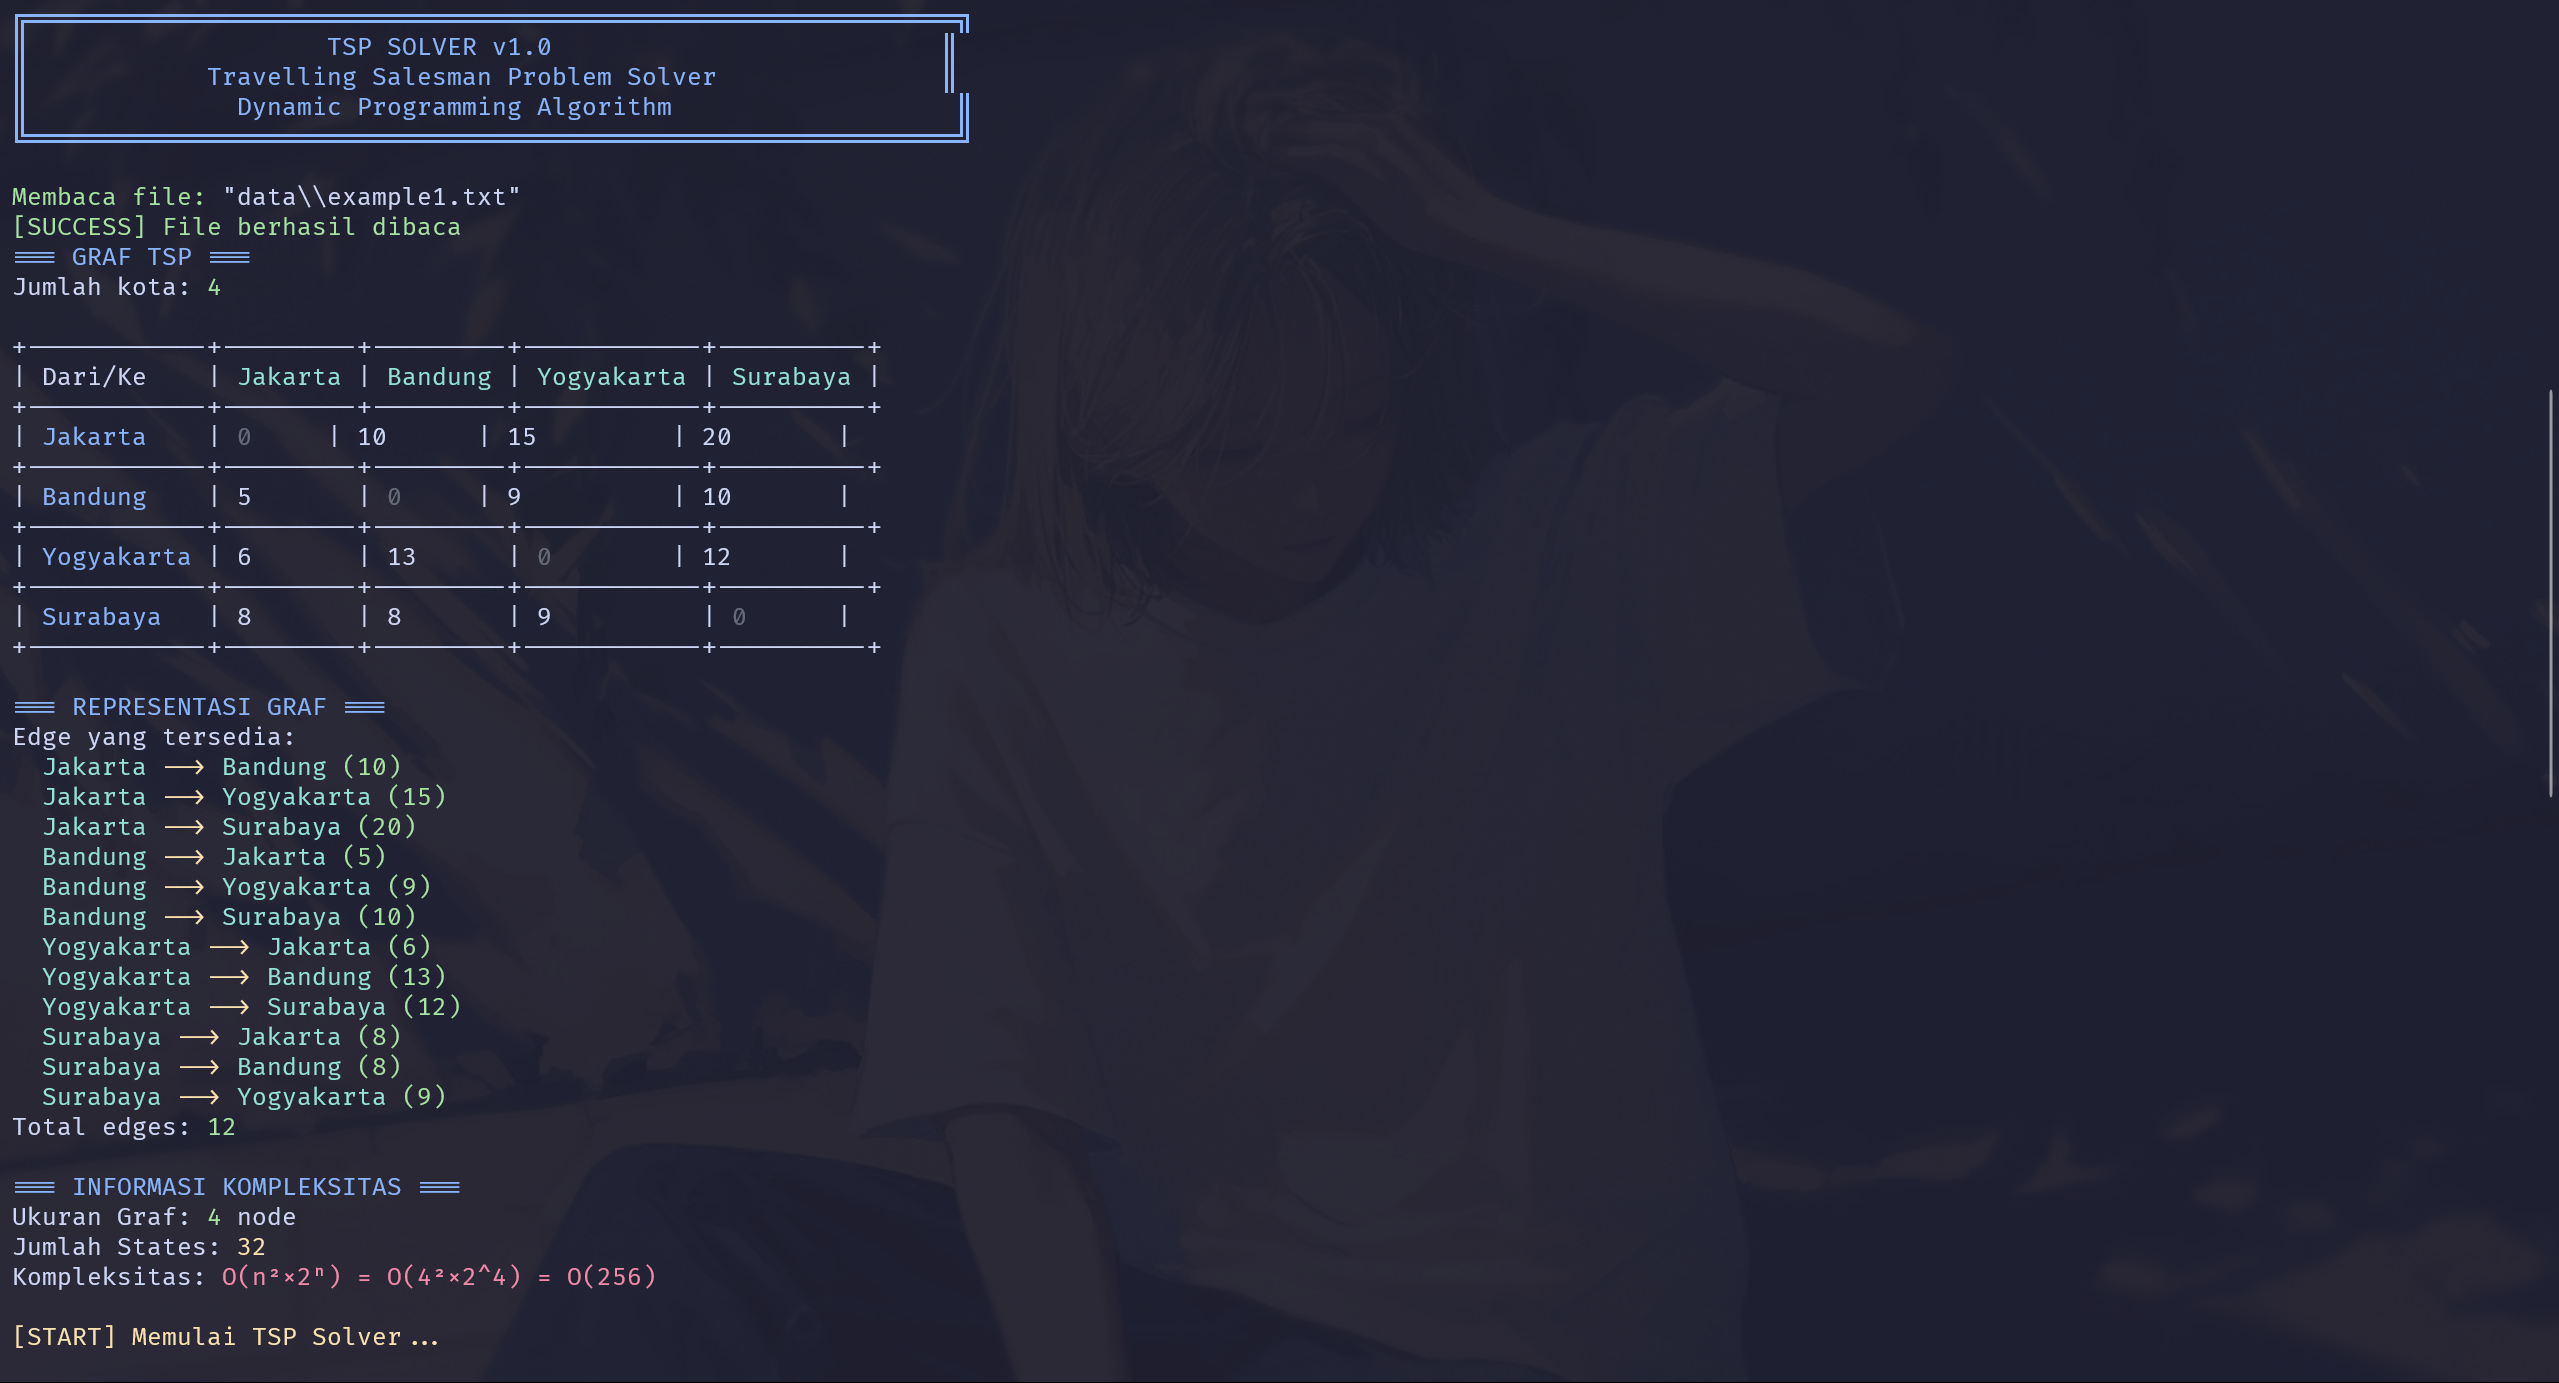 TSP SOLVER v1.0
Travelling Salesman Problem Solver
Dynamic Programming Algorithm
Membaca file: "data\\example1.txt"
[SUCCESS] File berhasil dibaca
=== GRAF TSP ===
Jumlah kota: 4
+------------+---------+---------+------------+----------+
| Dari/Ke    | Jakarta | Bandung | Yogyakarta | Surabaya |
+------------+---------+---------+------------+----------+
| Jakarta    | 0     | 10      | 15         | 20       |
+------------+---------+---------+------------+----------+
| Bandung    | 5       | 0     | 9          | 10       |
+------------+---------+---------+------------+----------+
| Yogyakarta | 6       | 13      | 0        | 12       |
+------------+---------+---------+------------+----------+
| Surabaya   | 8       | 8       | 9          | 0      |
+------------+---------+---------+------------+----------+
=== REPRESENTASI GRAF ===
Edge yang tersedia:
Jakarta --> Bandung (10)
Jakarta --> Yogyakarta (15)
Jakarta --> Surabaya (20)
Bandung --> Jakarta (5)
Bandung --> Yogyakarta (9)
Bandung --> Surabaya (10)
Yogyakarta --> Jakarta (6)
Yogyakarta --> Bandung (13)
Yogyakarta --> Surabaya (12)
Surabaya --> Jakarta (8)
Surabaya --> Bandung (8)
Surabaya --> Yogyakarta (9)
Total edges: 12
=== INFORMASI KOMPLEKSITAS ===
Ukuran Graf: 4 node
Jumlah States: 32
Kompleksitas: O(n²×2ⁿ) = O(4²×2^4) = O(256)
[START] Memulai TSP Solver...